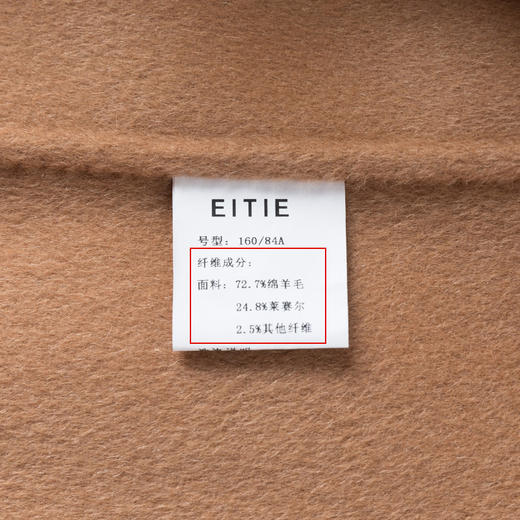 EITIE
号型: 160/84A
纤维成分:
面料: 72.7%绵羊毛
24.8%莱赛尔
2.5%其他纤维